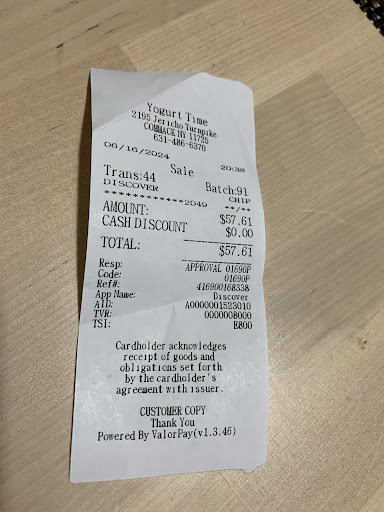 Yogurt Time
2195 Jericho Turnpike
COMMACK NY 11725
631-486-6370
06/16/2024 Sale 20:38
Trans:44 Batch:91
DISCOVER CHIP
************2049 **/**
AMOUNT: $57.61
CASH DISCOUNT $0.00
TOTAL: $57.61
Resp: APPROVAL 01690P
Code: 01690P
Ref#: 416900168338
App Name: Discover
AID: A0000001523010
TVR: 0000008000
TSI: E800
Cardholder acknowledges
receipt of goods and
obligations set forth
by the cardholder's
agreement with issuer.
CUSTOMER COPY
Thank You
Powered By ValorPay(v1.3.46)